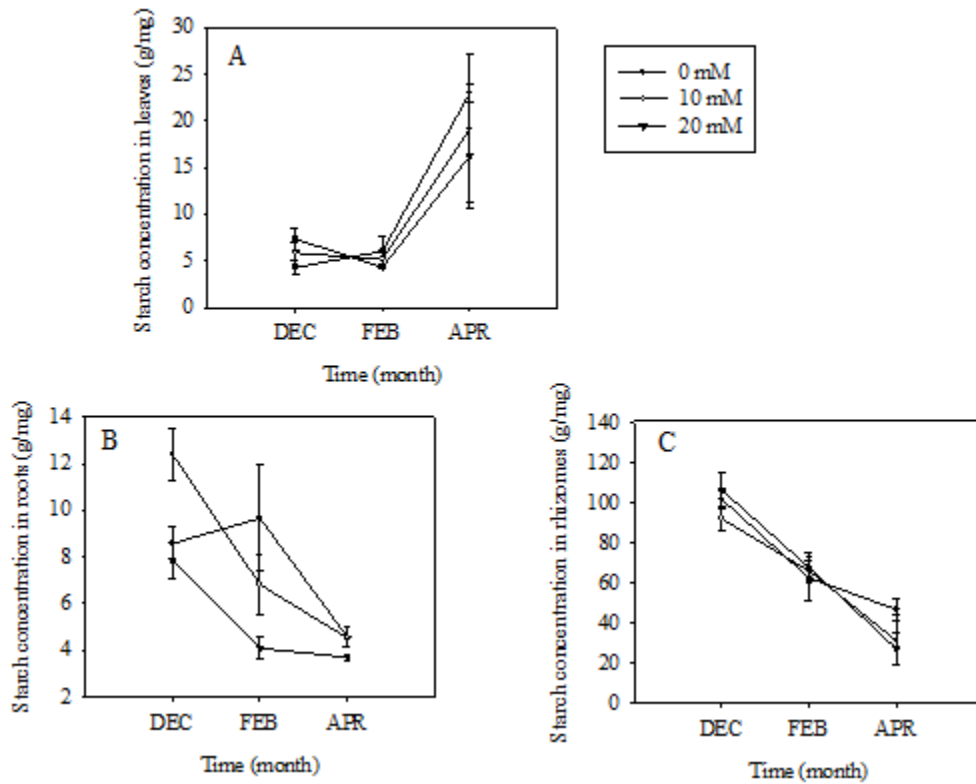 A
Starch concentration in leaves (g/mg)
30
25
20
15
10
5
0
DEC FEB APR
Time (month)
0 mM
10 mM
20 mM
B
Starch concentration in roots (g/mg)
14
12
10
8
6
4
2
DEC FEB APR
Time (month)
C
Starch concentration in rhizomes (g/mg)
140
120
100
80
60
40
20
0
DEC FEB APR
Time (month)